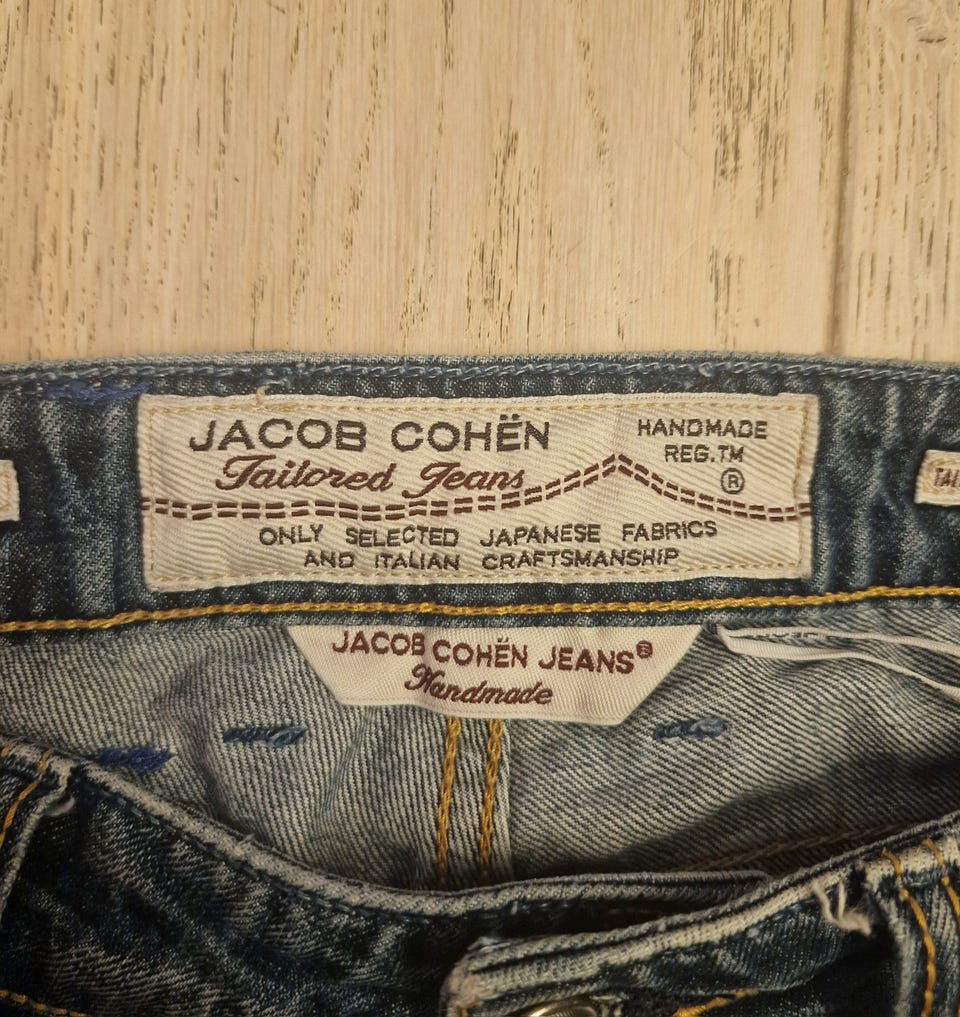 JACOB COHËN
Tailored Jeans
HANDMADE
REG.TM
®
ONLY SELECTED JAPANESE FABRICS
AND ITALIAN CRAFTSMANSHIP
JACOB COHËN JEANS®
Handmade